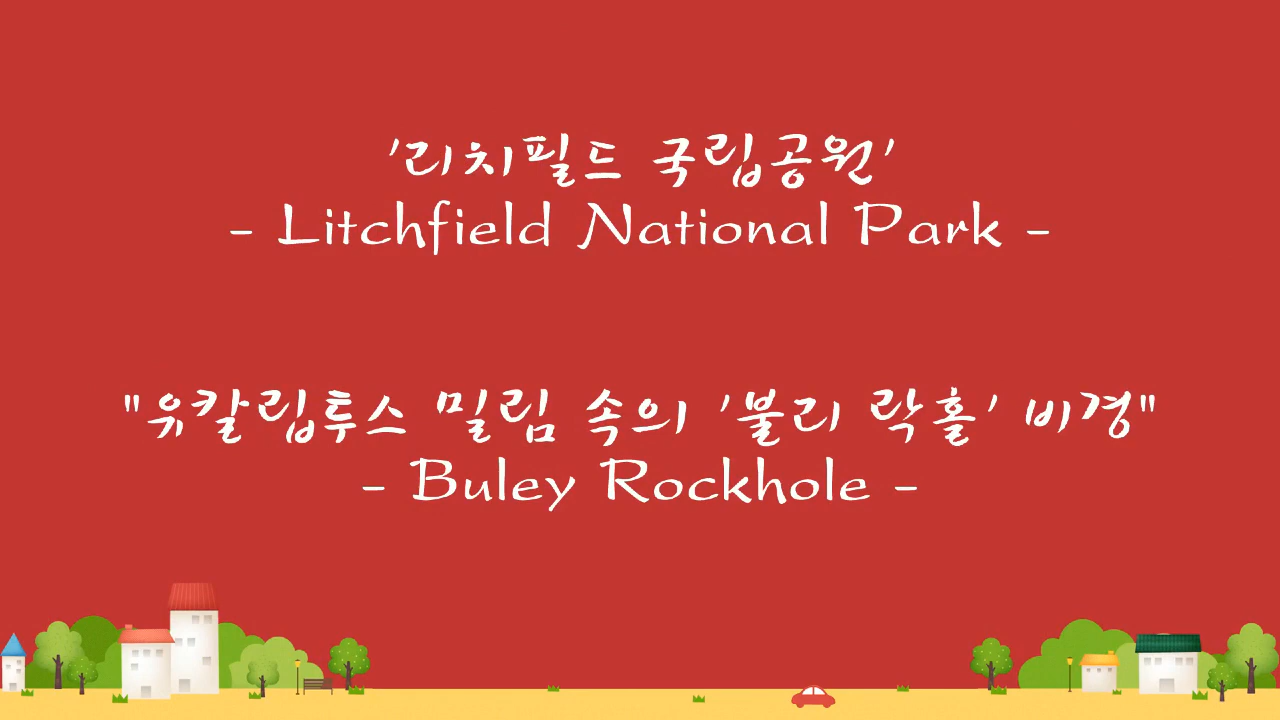 '리치필드 국립공원'
- Litchfield National Park -
"유칼립투스 밀림 속의 '불리 락홀' 비경"
- Buley Rockhole -